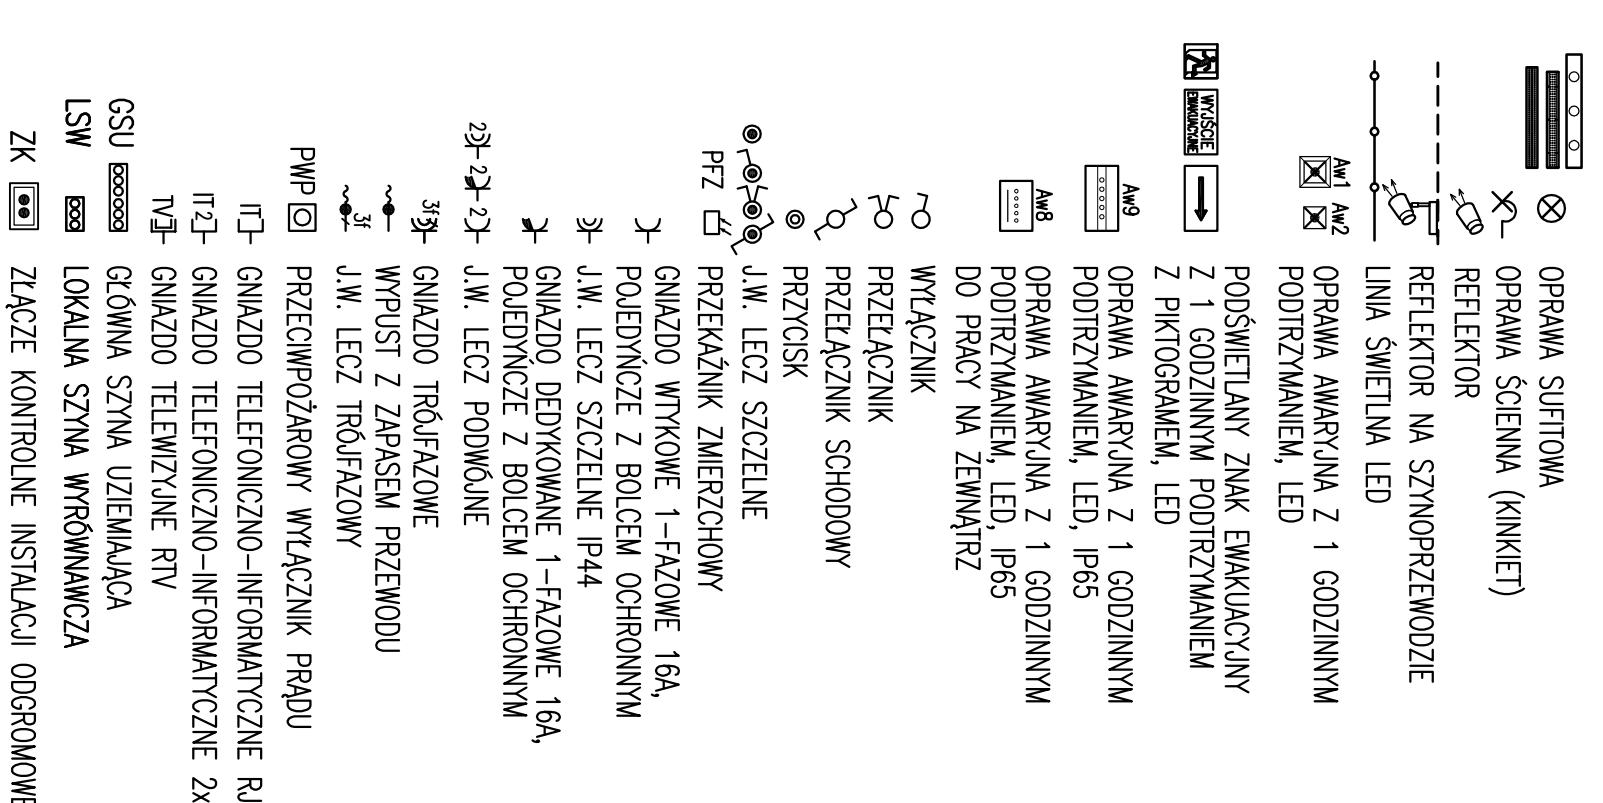 OPRAWA SUFITOWA
OPRAWA ŚCIENNA (KINKIET)
REFLEKTOR
REFLEKTOR NA SZYNOPRZEWODZIE
LINIA ŚWIETLNA LED
Aw1 Aw2 OPRAWA AWARYJNA Z 1 GODZINNYM
PODTRZYMANIEM, LED
WYJŚCIE
EWAKUACYJNE
PODŚWIETLANY ZNAK EWAKUACYJNY
Z 1 GODZINNYM PODTRZYMANIEM
Z PIKTOGRAMEM, LED
Aw9 OPRAWA AWARYJNA Z 1 GODZINNYM
PODTRZYMANIEM, LED, IP65
Aw8 OPRAWA AWARYJNA Z 1 GODZINNYM
PODTRZYMANIEM, LED, IP65
DO PRACY NA ZEWNĄTRZ
WYŁĄCZNIK
PRZEŁĄCZNIK
PRZEŁĄCZNIK SCHODOWY
PRZYCISK
J.W. LECZ SZCZELNE
PFZ PRZEKAŹNIK ZMIERZCHOWY
GNIAZDO WTYKOWE 1-FAZOWE 16A,
POJEDYŃCZE Z BOLCEM OCHRONNYM
J.W. LECZ SZCZELNE IP44
GNIAZDO DEDYKOWANE 1-FAZOWE 16A,
POJEDYŃCZE Z BOLCEM OCHRONNYM
2 2 2 J.W. LECZ PODWÓJNE
3f GNIAZDO TRÓJFAZOWE
WYPUST Z ZAPASEM PRZEWODU
3f J.W. LECZ TRÓJFAZOWY
PWP PRZECIWPOŻAROWY WYŁĄCZNIK PRĄDU
IT GNIAZDO TELEFONICZNO-INFORMATYCZNE RJ
IT 2 GNIAZDO TELEFONICZNO-INFORMATYCZNE 2x
TV GNIAZDO TELEWIZYJNE RTV
GSU GŁÓWNA SZYNA UZIEMIAJĄCA
LSW LOKALNA SZYNA WYRÓWNAWCZA
ZK ZŁĄCZE KONTROLNE INSTALACJI ODGROMOWE